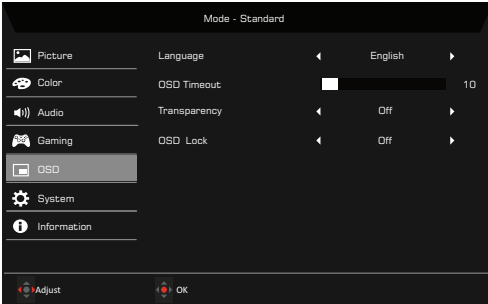 Mode - Standard
Picture
Language English
Color
OSD Timeout 10
Audio
Transparency Off
Gaming
OSD Lock Off
OSD
System
Information
Adjust OK